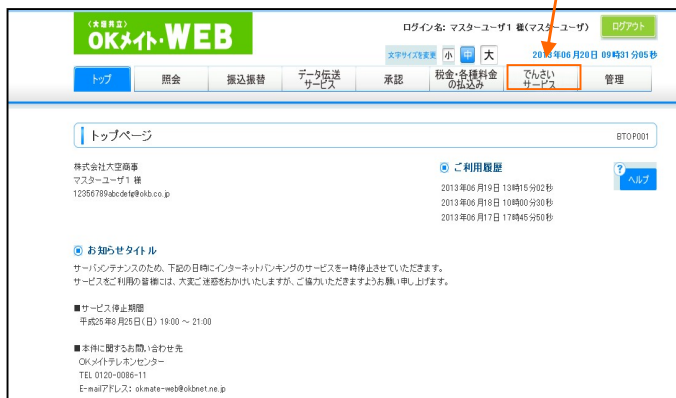 〈大垣共立〉
OKメイト・WEB
ログイン名: マスターユーザ1 様(マスターユーザ)
ログアウト
文字サイズを変更 小 中 大
2013年06月20日 09時31分05秒
トップ
照会
振込振替
データ伝送
サービス
承認
税金・各種料金
の払込み
でんさい
サービス
管理
トップページ
BTOP001
株式会社大空商事
マスターユーザ1 様
12356789abcdefg@okb.co.jp
ご利用履歴
2013年06月19日 13時15分02秒
2013年06月18日 10時00分30秒
2013年06月17日 17時45分50秒
?
ヘルプ
お知らせタイトル
サーバメンテナンスのため、下記の日時にインターネットバンキングのサービスを一時停止させていただきます。
サービスをご利用の皆様には、大変ご迷惑をおかけいたしますが、ご協力いただきますようお願い申し上げます。
■サービス停止期間
平成25年8月25日(日) 19:00 ～ 21:00
■本件に関するお問い合わせ先
OKメイトテレホンセンター
TEL 0120-0086-11
E-mailアドレス: okmate-web@okbnet.ne.jp